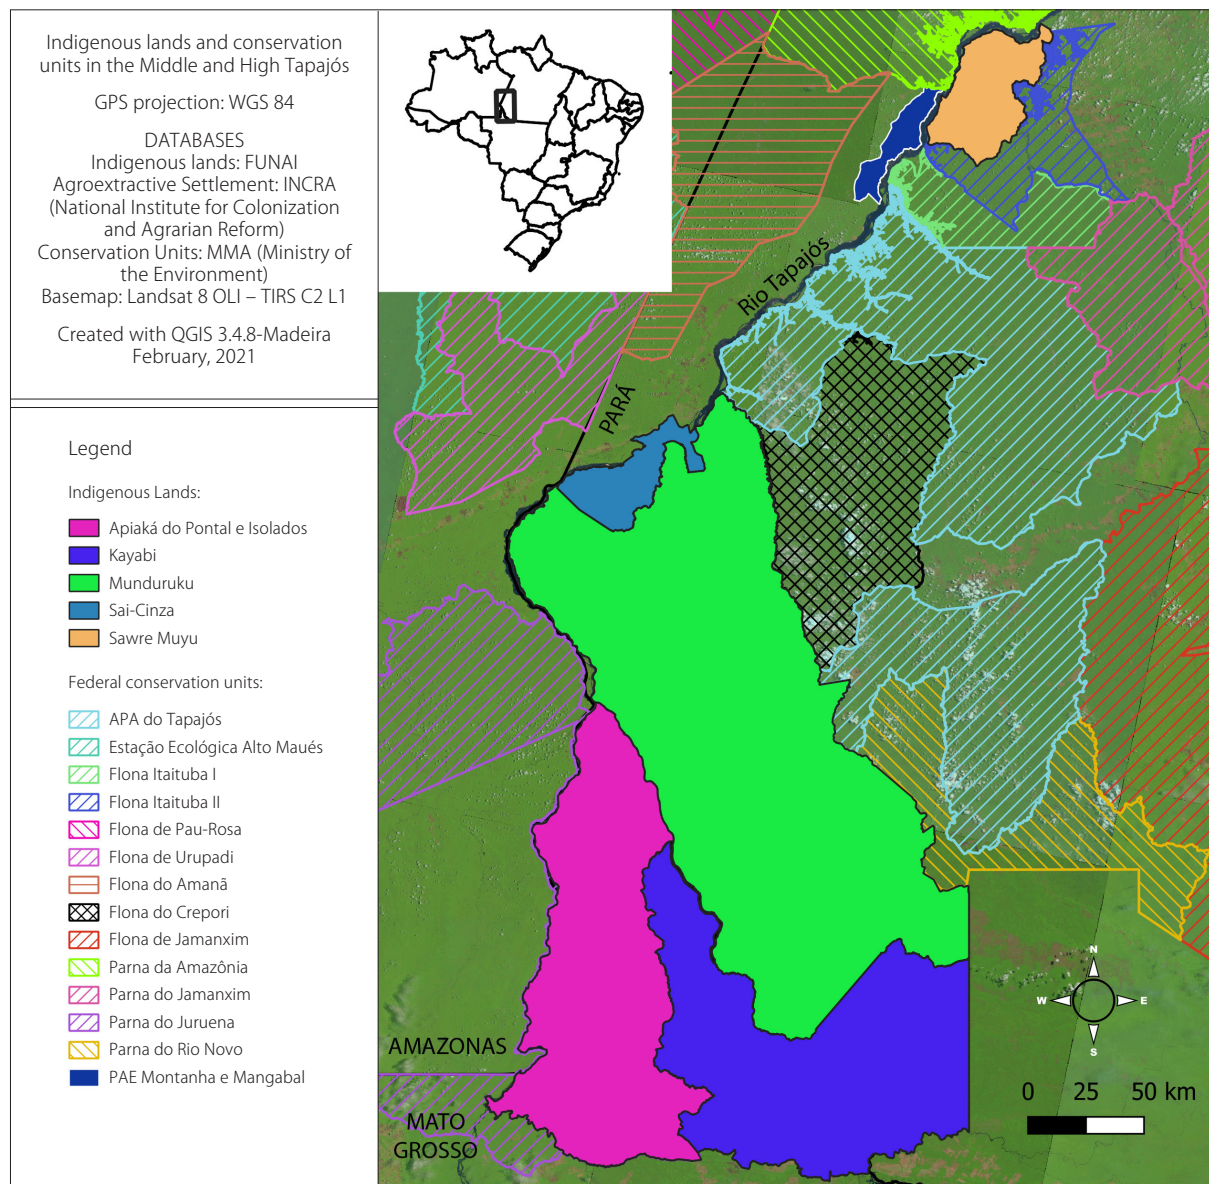 Indigenous lands and conservation
units in the Middle and High Tapajós
GPS projection: WGS 84
DATABASES
Indigenous lands: FUNAI
Agroextractive Settlement: INCRA
(National Institute for Colonization
and Agrarian Reform)
Conservation Units: MMA (Ministry of
the Environment)
Basemap: Landsat 8 OLI – TIRS C2 L1
Created with QGIS 3.4.8-Madeira
February, 2021
Legend
Indigenous Lands:
Apiaká do Pontal e Isolados
Kayabi
Munduruku
Sai-Cinza
Sawre Muyu
Federal conservation units:
APA do Tapajós
Estação Ecológica Alto Maués
Flona Itaituba I
Flona Itaituba II
Flona de Pau-Rosa
Flona de Urupadi
Flona do Amanã
Flona do Crepori
Flona de Jamanxim
Parna da Amazônia
Parna do Jamanxim
Parna do Juruena
Parna do Rio Novo
PAE Montanha e Mangabal
Rio Tapajós
PARÁ
AMAZONAS
MATO
GROSSO
N
W
E
S
0 25 50 km